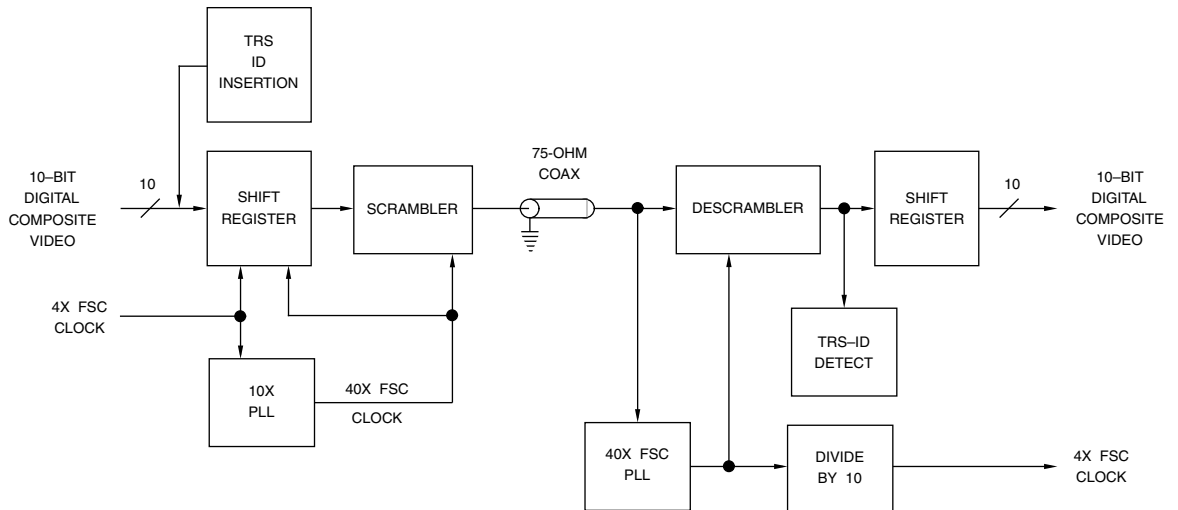 TRS
ID
INSERTION
10–BIT
DIGITAL
COMPOSITE
VIDEO
10
SHIFT
REGISTER
SCRAMBLER
75-OHM
COAX
DESCRAMBLER
SHIFT
REGISTER
10
10–BIT
DIGITAL
COMPOSITE
VIDEO
4X FSC
CLOCK
10X
PLL
40X FSC
CLOCK
TRS–ID
DETECT
40X FSC
PLL
DIVIDE
BY 10
4X FSC
CLOCK